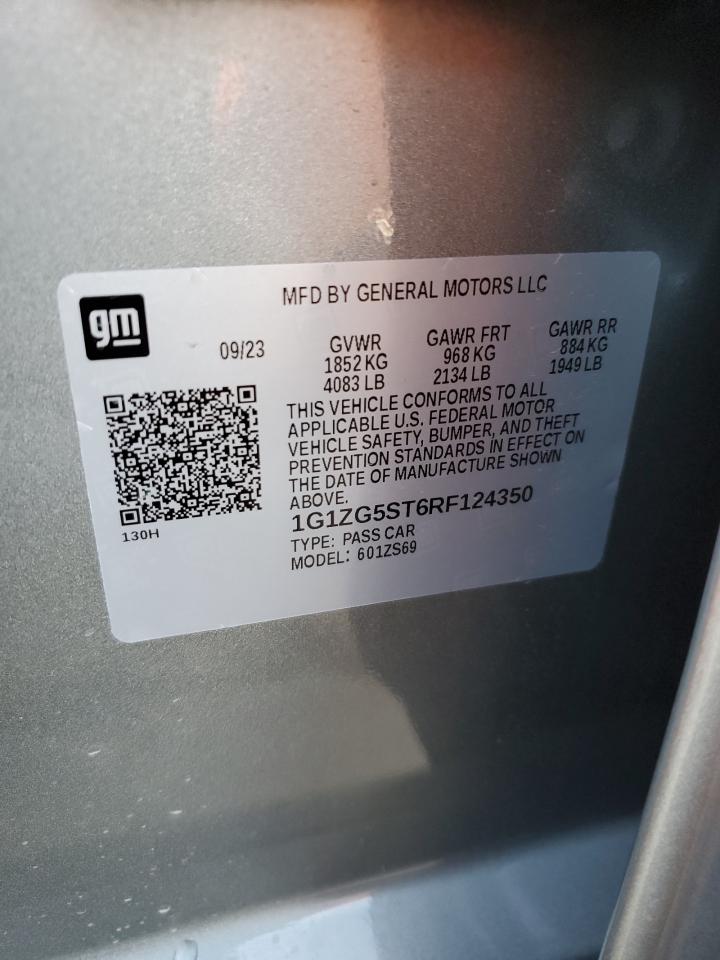 MFD BY GENERAL MOTORS LLC
gm
09/23
GVWR
1852 KG
4083 LB
GAWR FRT
968 KG
2134 LB
GAWR RR
884 KG
1949 LB
THIS VEHICLE CONFORMS TO ALL
APPLICABLE U.S. FEDERAL MOTOR
VEHICLE SAFETY, BUMPER, AND THEFT
PREVENTION STANDARDS IN EFFECT ON
THE DATE OF MANUFACTURE SHOWN
ABOVE.
1G1ZG5ST6RF124350
TYPE: PASS CAR
MODEL: 601ZS69
130H